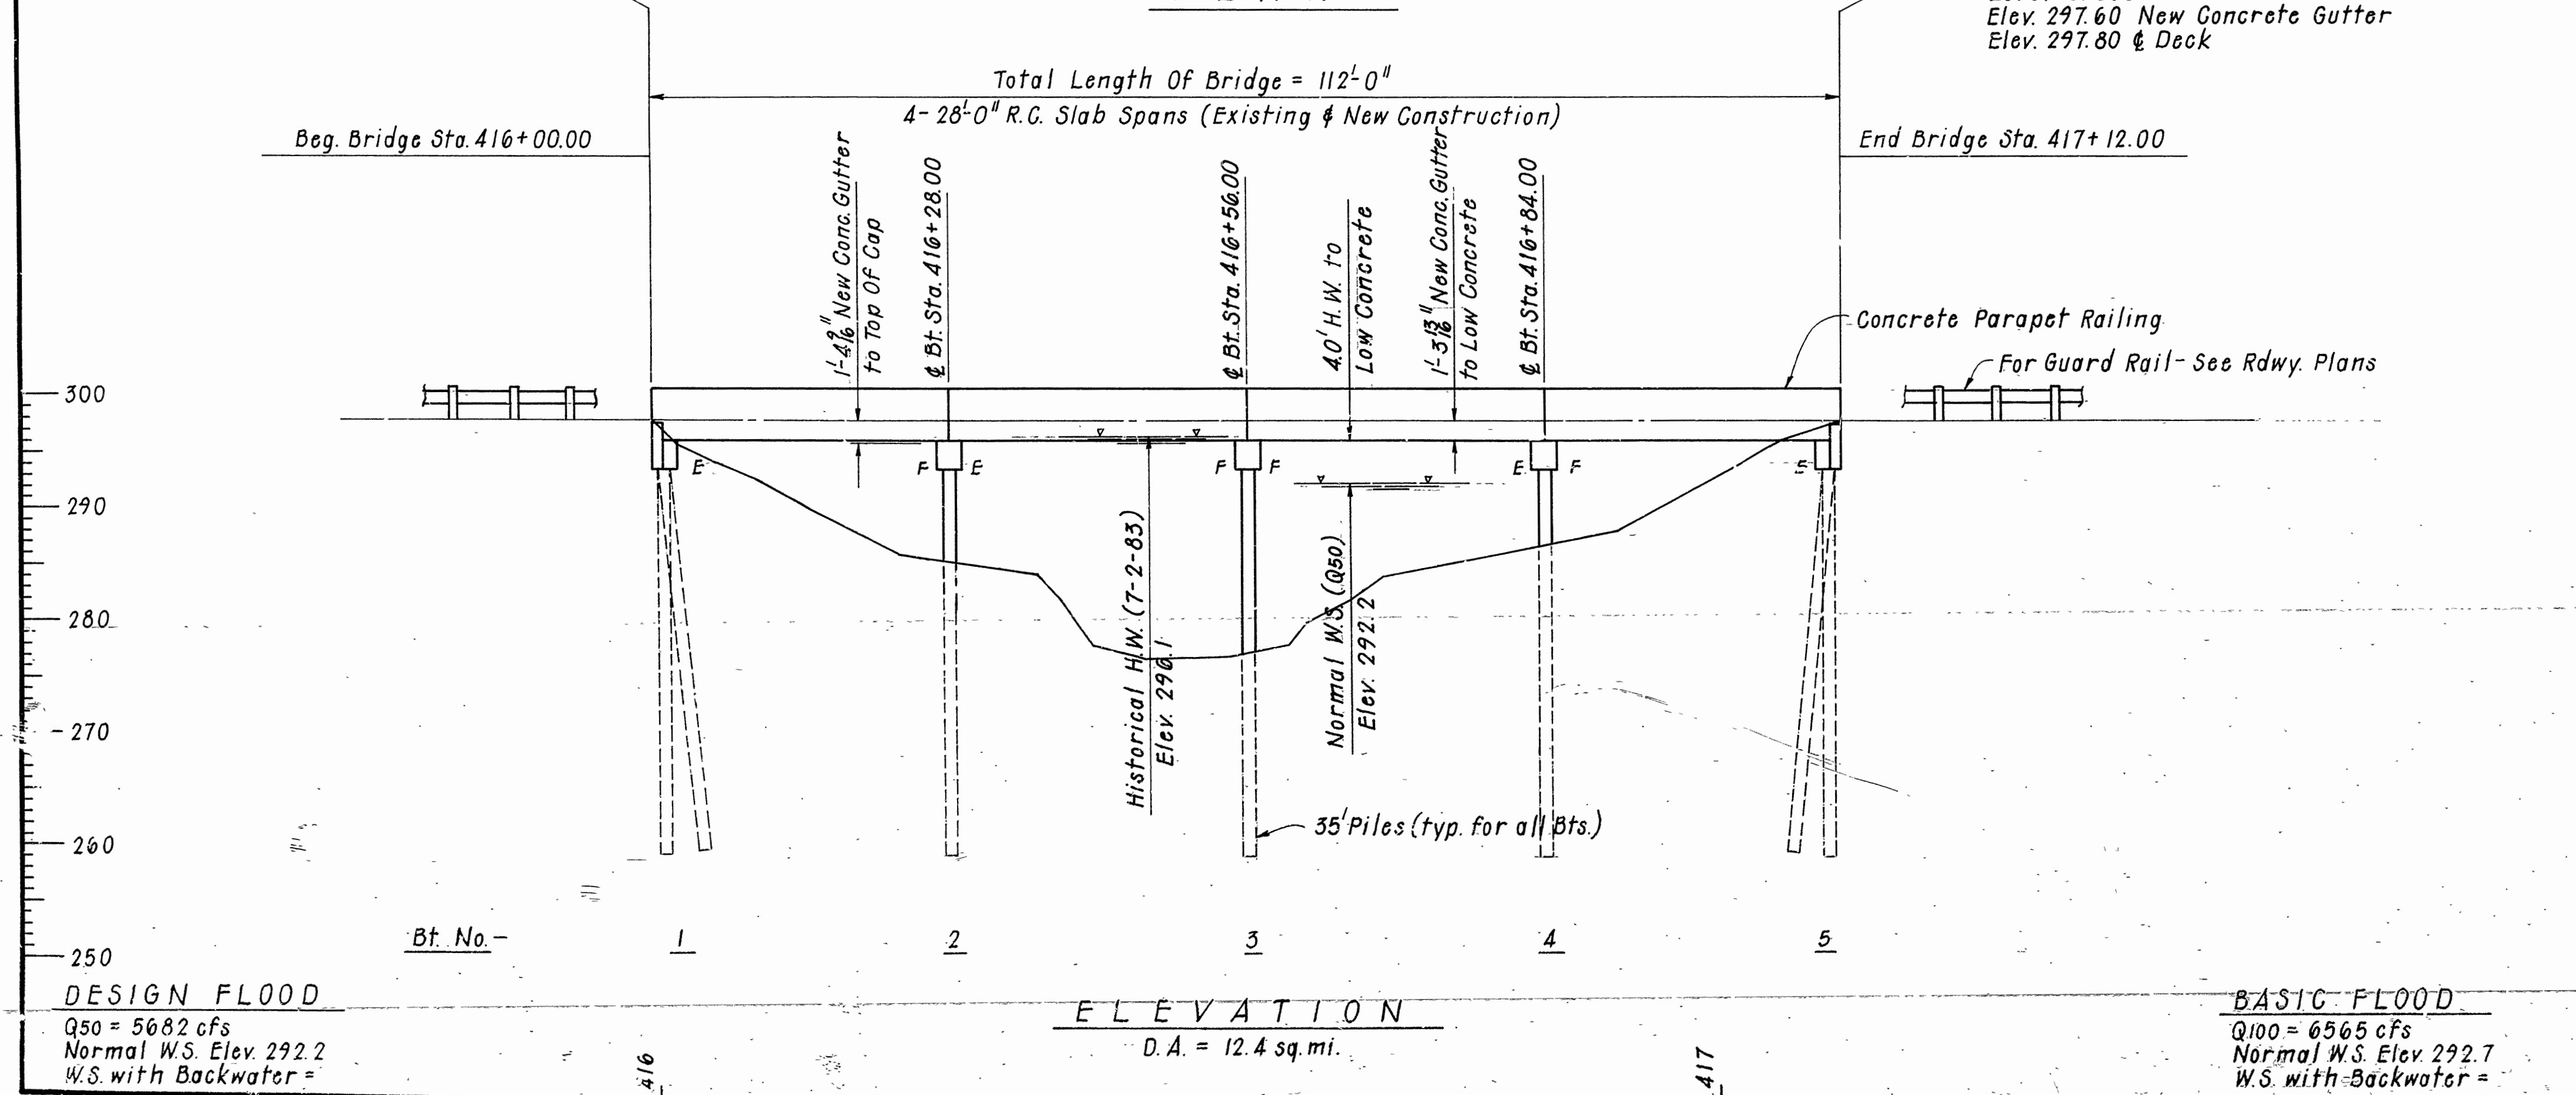 Elev. 297.60 New Concrete Gutter
Elev. 297.80 ℄ Deck
Total Length Of Bridge = 112'-0"
4-28'-0" R.C. Slab Spans (Existing & New Construction)
Beg. Bridge Sta. 416+00.00
End Bridge Sta. 417+12.00
1'-4 9/16" New Conc. Gutter
to Top Of Cap
℄ Bt. Sta. 416+28.00
℄ Bt. Sta. 416+56.00
4.0' H.W. to
Low Concrete
1'-3 13/16" New Conc. Gutter
to Low Concrete
℄ Bt. Sta. 416+84.00
Concrete Parapet Railing
For Guard Rail - See Rdwy. Plans
300
290
280
270
260
250
E
F E
F F
E F
E
Historical H.W. (7-2-83)
Elev. 296.1
Normal W.S. (Q50)
Elev. 292.2
35' Piles (typ. for all Bts.)
Bt. No. - 1 2 3 4 5
DESIGN FLOOD
Q50 = 5682 cfs
Normal W.S. Elev. 292.2
W.S. with Backwater =
ELEVATION
D.A. = 12.4 sq. mi.
BASIC FLOOD
Q100 = 6565 cfs
Normal W.S. Elev. 292.7
W.S. with Backwater =
416
417